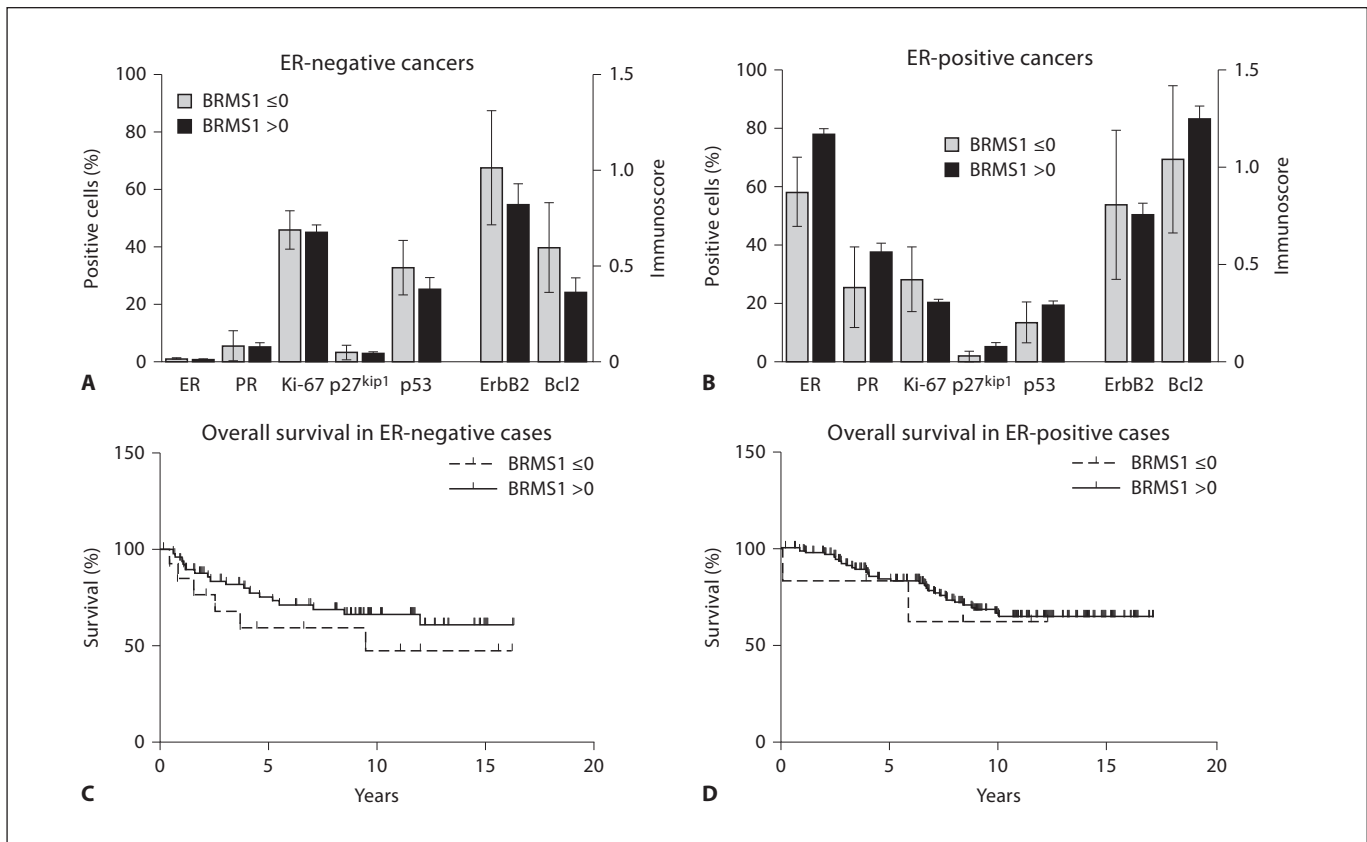 ER-negative cancers
100
80
60
40
20
0
Positive cells (%)
BRMS1 ≤0
BRMS1 >0
1.5
1.0
0.5
0
Immunoscore
ER PR Ki-67 p27kip1 p53 ErbB2 Bcl2
A
ER-positive cancers
100
80
60
40
20
0
Positive cells (%)
BRMS1 ≤0
BRMS1 >0
1.5
1.0
0.5
0
Immunoscore
ER PR Ki-67 p27kip1 p53 ErbB2 Bcl2
B
Overall survival in ER-negative cases
150
100
50
0
Survival (%)
BRMS1 ≤0
BRMS1 >0
0 5 10 15 20
Years
C
Overall survival in ER-positive cases
150
100
50
0
Survival (%)
BRMS1 ≤0
BRMS1 >0
0 5 10 15 20
Years
D